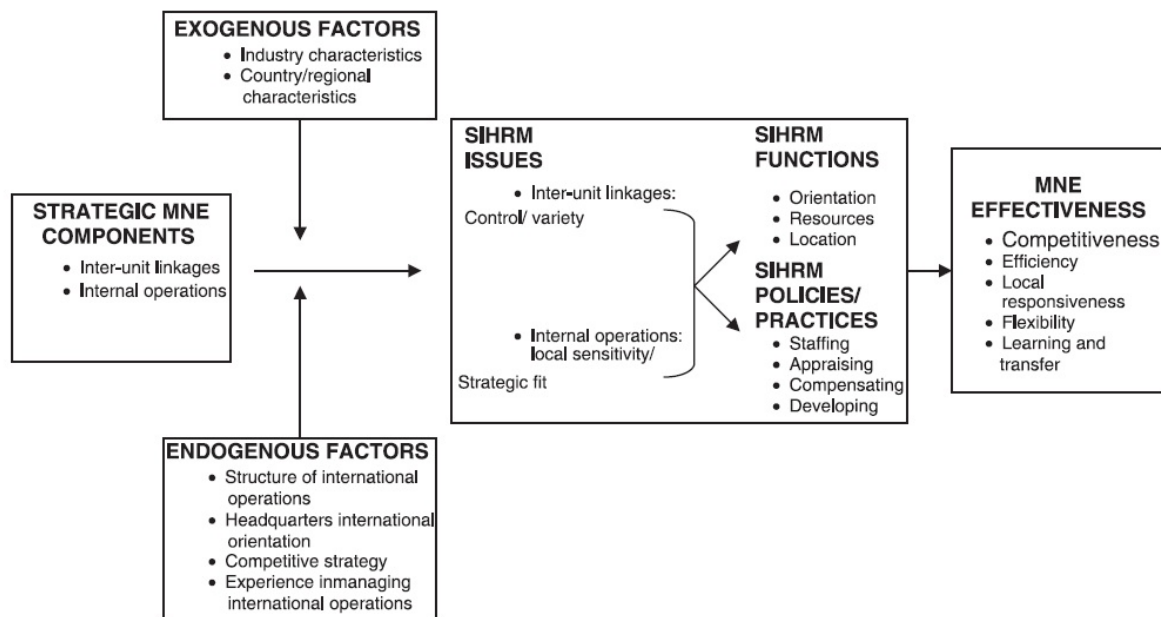 EXOGENOUS FACTORS
• Industry characteristics
• Country/regional
characteristics
STRATEGIC MNE
COMPONENTS
• Inter-unit linkages
• Internal operations
ENDOGENOUS FACTORS
• Structure of international
operations
• Headquarters international
orientation
• Competitive strategy
• Experience inmanaging
international operations
SIHRM
ISSUES
• Inter-unit linkages:
Control/ variety
• Internal operations:
local sensitivity/
Strategic fit
SIHRM
FUNCTIONS
• Orientation
• Resources
• Location
SIHRM
POLICIES/
PRACTICES
• Staffing
• Appraising
• Compensating
• Developing
MNE
EFFECTIVENESS
• Competitiveness
• Efficiency
• Local
responsiveness
• Flexibility
• Learning and
transfer